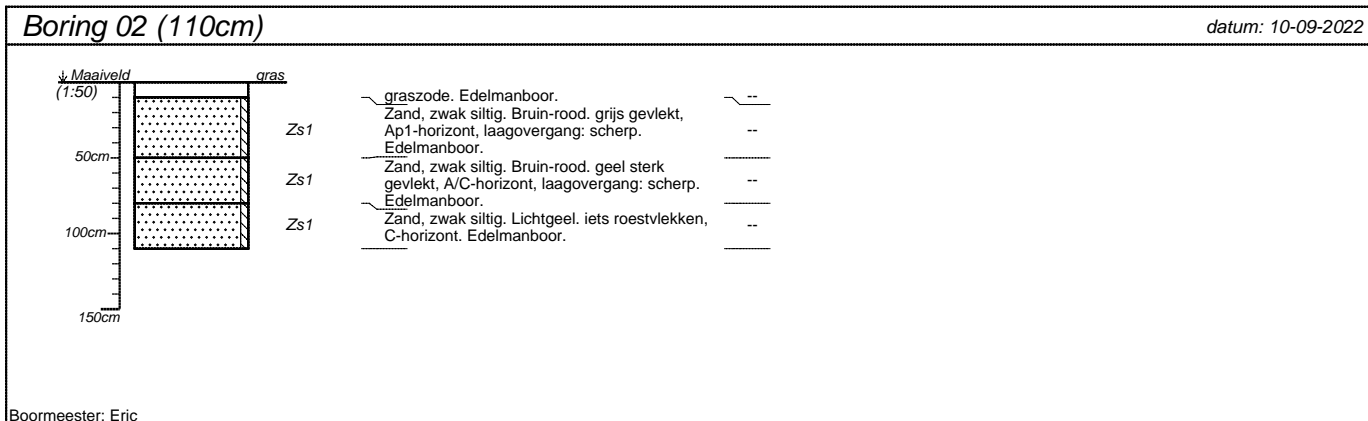 Boring 02 (110cm)
datum: 10-09-2022
Maaiveld
gras
(1:50)
graszode. Edelmanboor.
--
Zand, zwak siltig. Bruin-rood. grijs gevlekt,
Zs1
Ap1-horizont, laagovergang: scherp.
--
Edelmanboor.
50cm
Zand, zwak siltig. Bruin-rood. geel sterk
Zs1
gevlekt, A/C-horizont, laagovergang: scherp.
--
Edelmanboor.
Zand, zwak siltig. Lichtgeel. iets roestvlekken,
Zs1
--
100cm
C-horizont. Edelmanboor.
150cm
Boormeester: Eric